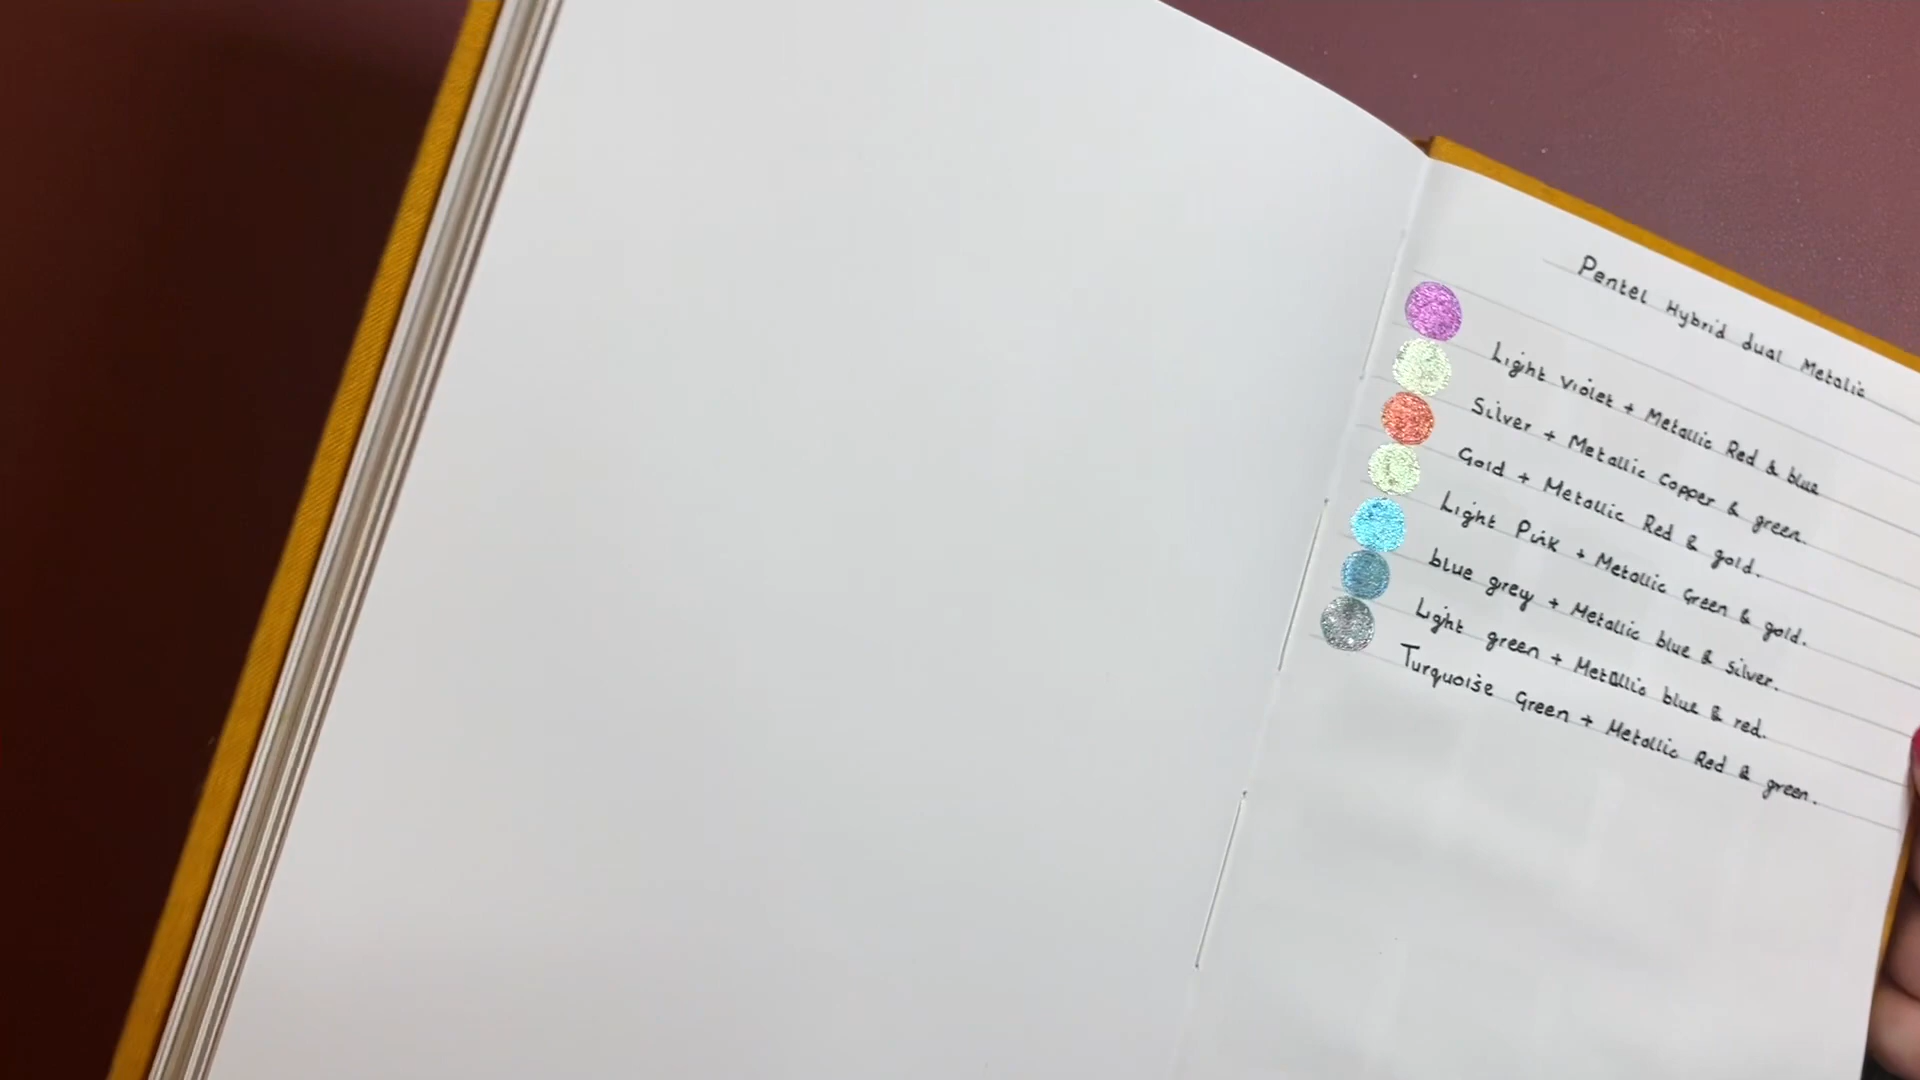 Pentel Hybrid dual Metalic
Light violet + Metallic Red & blue
Silver + Metallic Copper & green.
Gold + Metallic Red & gold.
Light Pink + Metallic Green & gold.
blue grey + Metallic blue & silver.
Light green + Metallic blue & red.
Turquoise Green + Metallic Red & green.